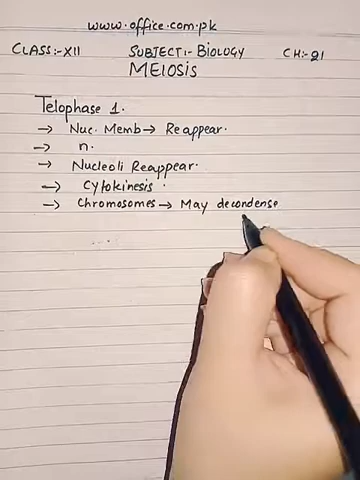 www.office.com.pk
CLASS:-XII SUBJECT:- BIOLOGY CH:-21
MEIOSIS
Telophase 1.
→ Nuc. Memb → Reappear.
→ n.
→ Nucleoli Reappear.
→ Cytokinesis.
→ Chromosomes → May decondense